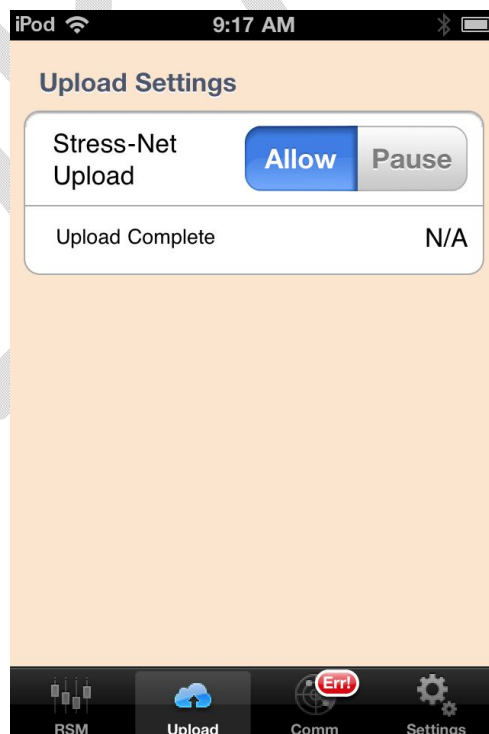 iPod 9:17 AM
Upload Settings
Stress-Net
Upload
Allow Pause
Upload Complete N/A
Err!
RSM Upload Comm Settings